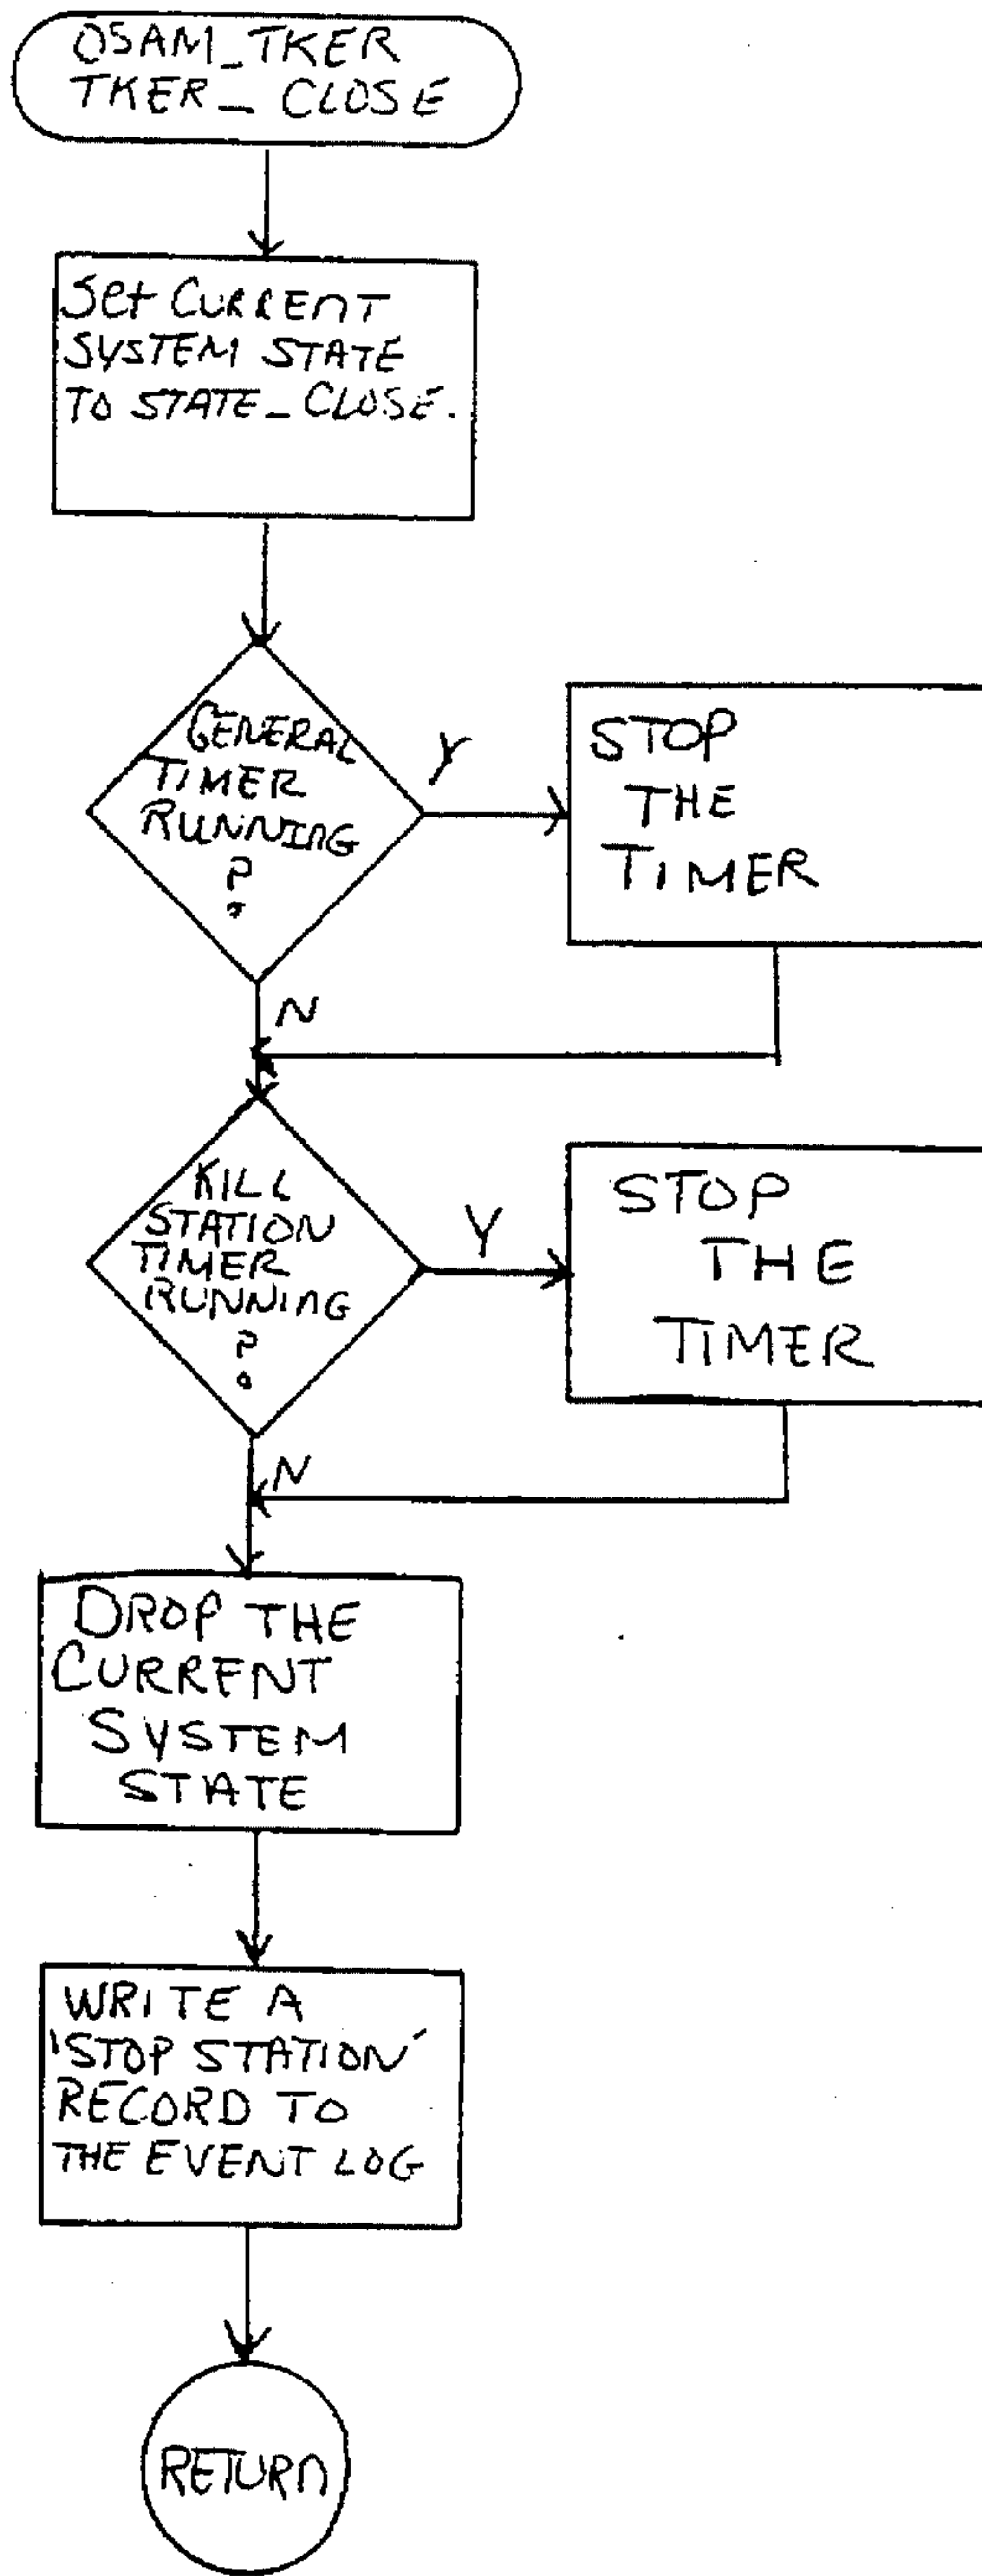 OSAM_TKER
TKER_CLOSE
Set CURRENT
SYSTEM STATE
TO STATE_CLOSE.
GENERAL
TIMER
RUNNING
?
Y
STOP
THE
TIMER
N
KILL
STATION
TIMER
RUNNING
?
Y
STOP
THE
TIMER
N
DROP THE
CURRENT
SYSTEM
STATE
WRITE A
'STOP STATION'
RECORD TO
THE EVENT LOG
RETURN